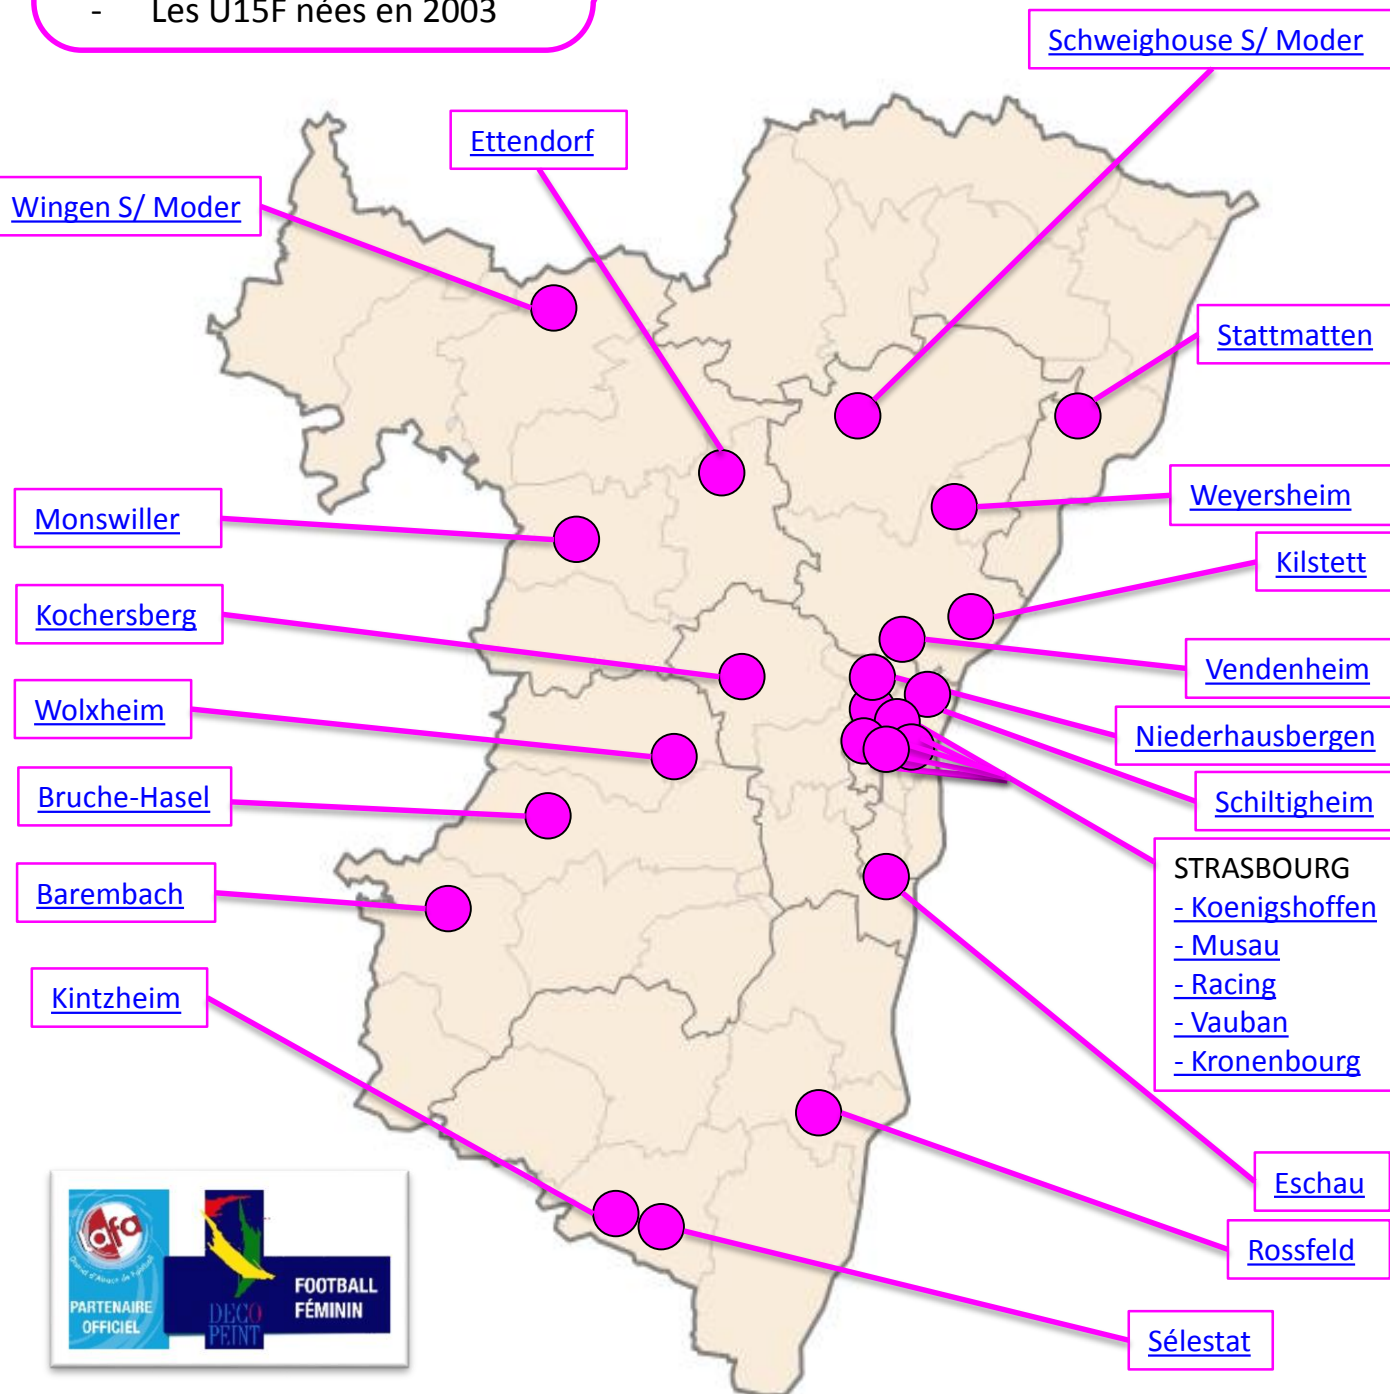 - Les U15F nées en 2003
Schweighouse S/ Moder
Ettendorf
Wingen S/ Moder
Stattmatten
Monswiller
Weyersheim
Kilstett
Kochersberg
Vendenheim
Wolxheim
Niederhausbergen
Bruche-Hasel
Schiltigheim
Barembach
STRASBOURG
- Koenigshoffen
- Musau
- Racing
- Vauban
- Kronenbourg
Kintzheim
Eschau
Rossfeld
Sélestat
lafa
PARTENAIRE
OFFICIEL
DECO
PEINT
FOOTBALL
FÉMININ